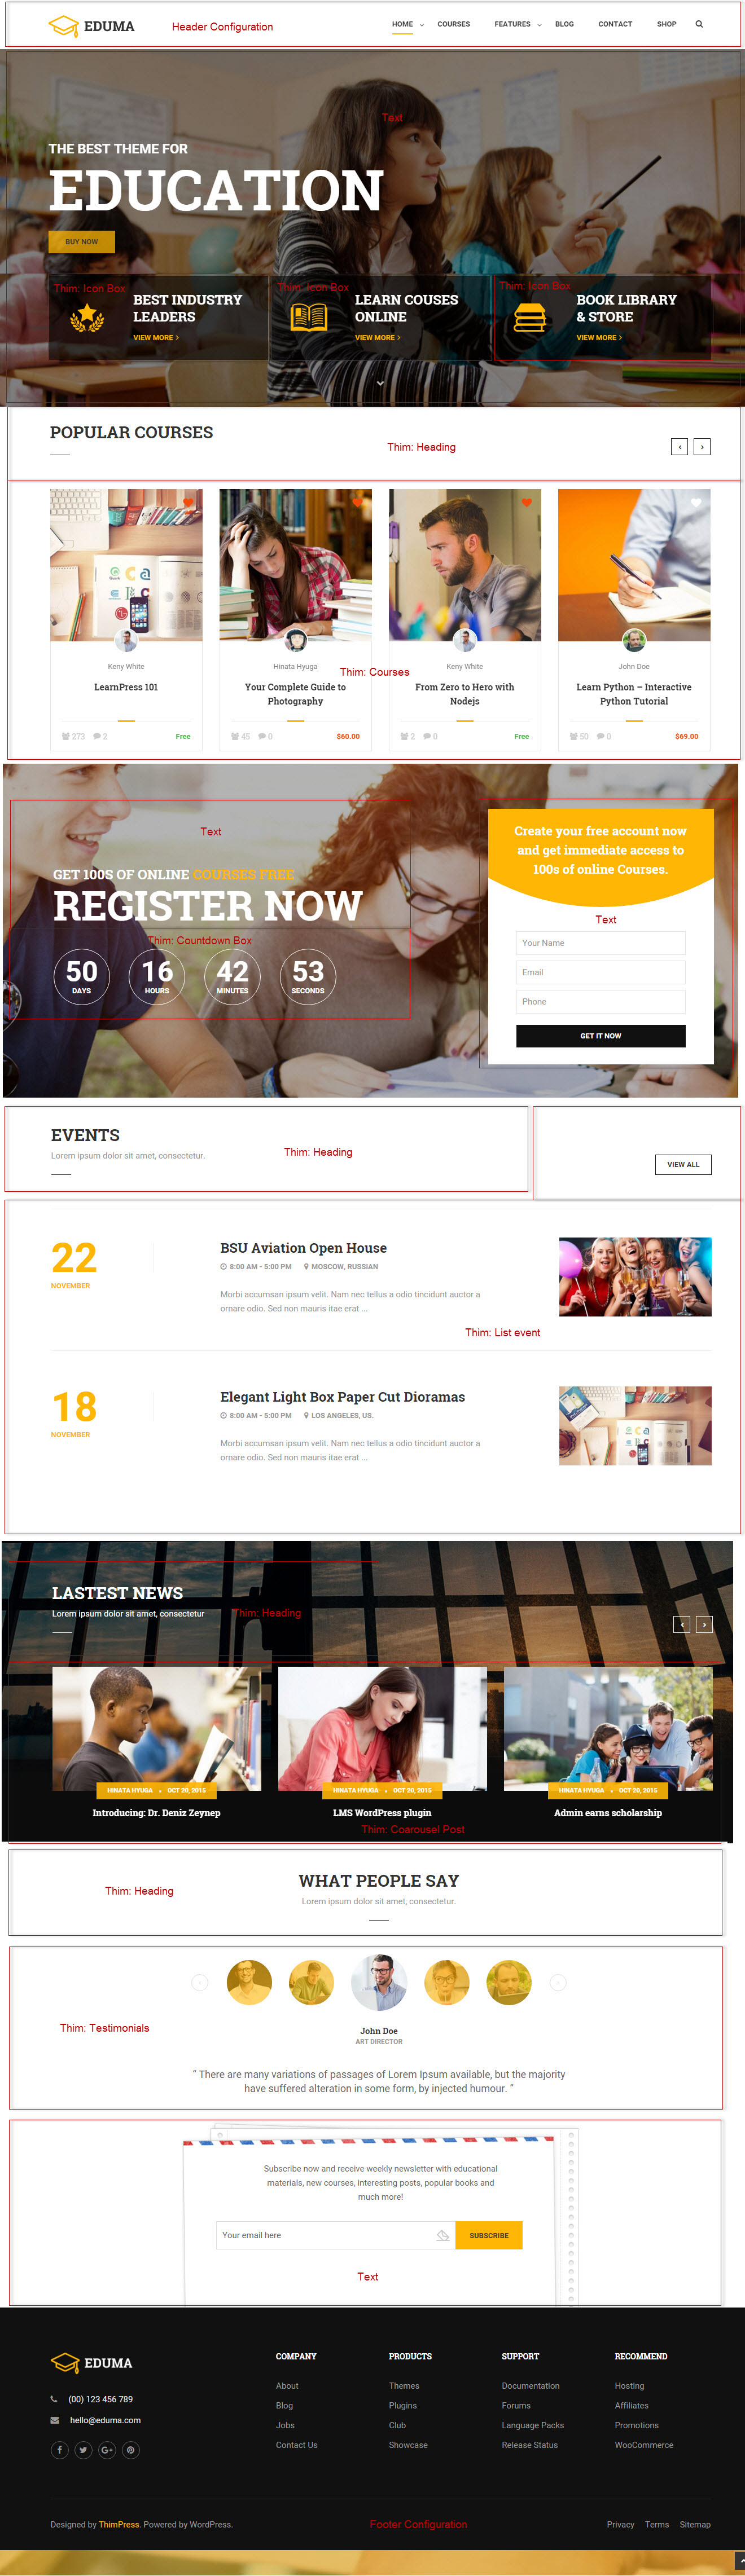 EDUMA
Header Configuration
HOME COURSES FEATURES BLOG CONTACT SHOP
Text
THE BEST THEME FOR
EDUCATION
BUY NOW
Thim: Icon Box
BEST INDUSTRY
LEADERS
VIEW MORE
Thim: Icon Box
LEARN COUSES
ONLINE
VIEW MORE
Thim: Icon Box
BOOK LIBRARY
& STORE
VIEW MORE
POPULAR COURSES
Thim: Heading
Keny White
LearnPress 101
273 2 Free
Hinata Hyuga
Your Complete Guide to
Photography
45 0 $60.00
Thim: Courses
Keny White
From Zero to Hero with
Nodejs
2 0 Free
John Doe
Learn Python – Interactive
Python Tutorial
50 0 $69.00
Text
GET 100S OF ONLINE COURSES FREE
REGISTER NOW
Thim: Countdown Box
50 16 42 53
DAYS HOURS MINUTES SECONDS
Create your free account now
and get immediate access to
100s of online Courses.
Text
Your Name
Email
Phone
GET IT NOW
EVENTS
Lorem ipsum dolor sit amet, consectetur.
Thim: Heading
VIEW ALL
22
NOVEMBER
BSU Aviation Open House
8:00 AM - 5:00 PM MOSCOW, RUSSIAN
Morbi accumsan ipsum velit. Nam nec tellus a odio tincidunt auctor a
ornare odio. Sed non mauris itae erat ...
Thim: List event
18
NOVEMBER
Elegant Light Box Paper Cut Dioramas
8:00 AM - 5:00 PM LOS ANGELES, US.
Morbi accumsan ipsum velit. Nam nec tellus a odio tincidunt auctor a
ornare odio. Sed non mauris itae erat ...
LASTEST NEWS
Lorem ipsum dolor sit amet, consectetur
Thim: Heading
HINATA HYUGA OCT 20, 2015
Introducing: Dr. Deniz Zeynep
HINATA HYUGA OCT 20, 2015
LMS WordPress plugin
HINATA HYUGA OCT 20, 2015
Admin earns scholarship
Thim: Coarousel Post
WHAT PEOPLE SAY
Thim: Heading
Lorem ipsum dolor sit amet, consectetur.
Thim: Testimonials
John Doe
ART DIRECTOR
“ There are many variations of passages of Lorem Ipsum available, but the majority
have suffered alteration in some form, by injected humour. ”
Subscribe now and receive weekly newsletter with educational
materials, new courses, interesting posts, popular books and
much more!
Your email here
SUBSCRIBE
Text
EDUMA
(00) 123 456 789
hello@eduma.com
COMPANY
About
Blog
Jobs
Contact Us
PRODUCTS
Themes
Plugins
Club
Showcase
SUPPORT
Documentation
Forums
Language Packs
Release Status
RECOMMEND
Hosting
Affiliates
Promotions
WooCommerce
Designed by ThimPress. Powered by WordPress.
Footer Configuration
Privacy Terms Sitemap